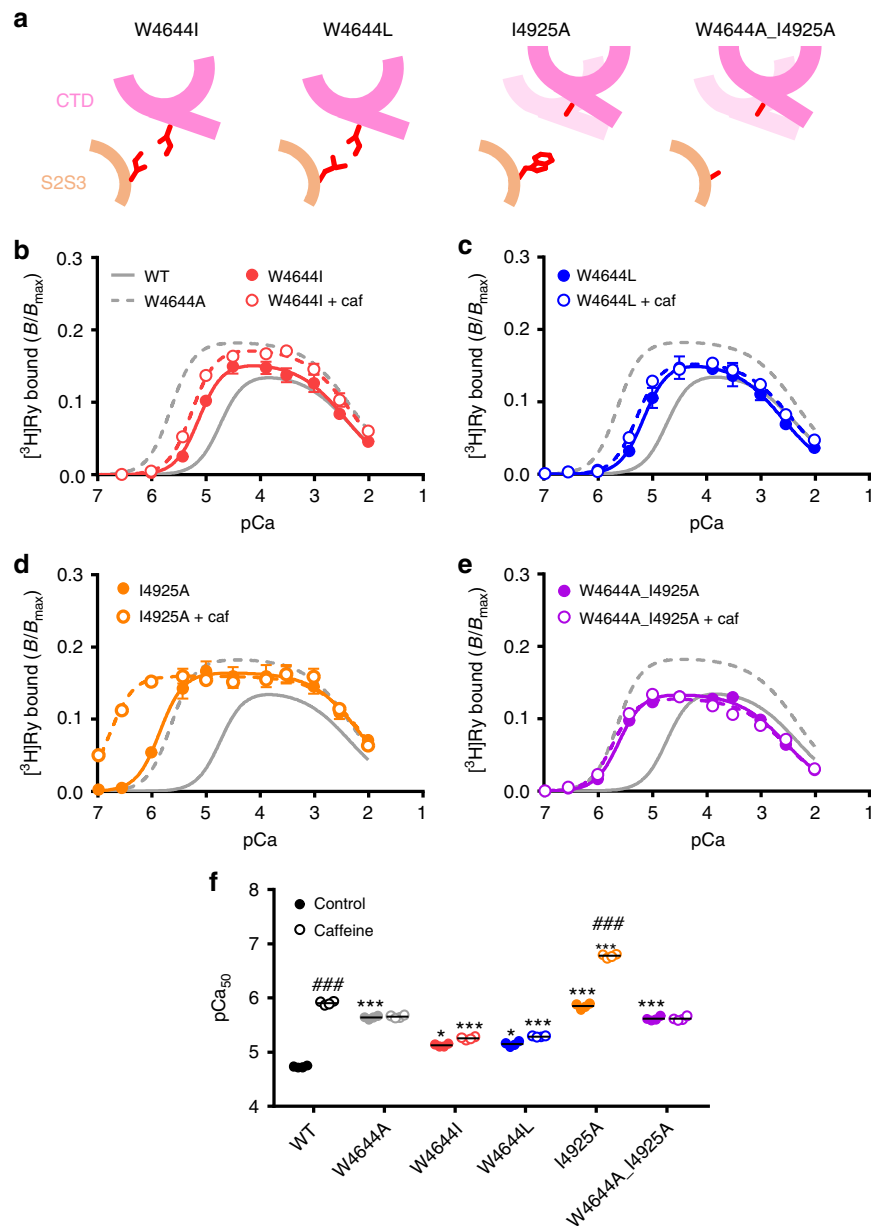 a
W4644I W4644L I4925A W4644A_I4925A
CTD
S2S3
b
[³H]Ry bound (B/Bmax)
0.3
0.2
0.1
0.0
WT
W4644A
W4644I
W4644I + caf
7 6 5 4 3 2 1
pCa
c
[³H]Ry bound (B/Bmax)
0.3
0.2
0.1
0.0
W4644L
W4644L + caf
7 6 5 4 3 2 1
pCa
d
[³H]Ry bound (B/Bmax)
0.3
0.2
0.1
0.0
I4925A
I4925A + caf
7 6 5 4 3 2 1
pCa
e
[³H]Ry bound (B/Bmax)
0.3
0.2
0.1
0.0
W4644A_I4925A
W4644A_I4925A + caf
7 6 5 4 3 2 1
pCa
f
pCa50
8
7
6
5
4
Control
Caffeine
###
***
*
***
*
***
***
###
***
***
WT
W4644A
W4644I
W4644L
I4925A
W4644A_I4925A